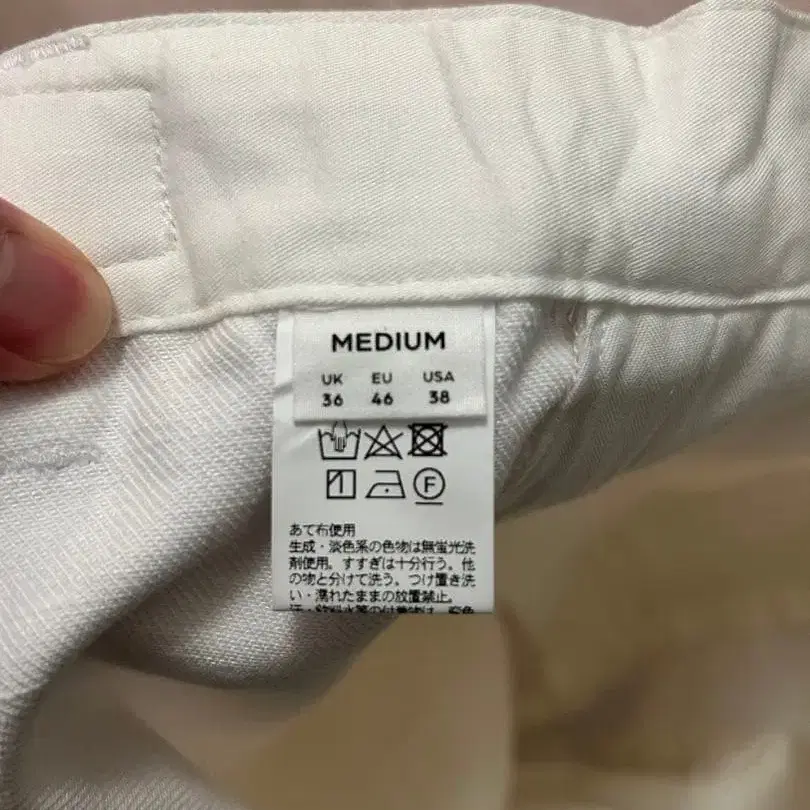 MEDIUM
UK EU USA
36 46 38
F
あて布使用
生成・淡色系の色物は無蛍光洗
剤使用。すすぎは十分行う。他
の物と分けて洗う。つけ置き洗
い・濡れたままの放置禁止。